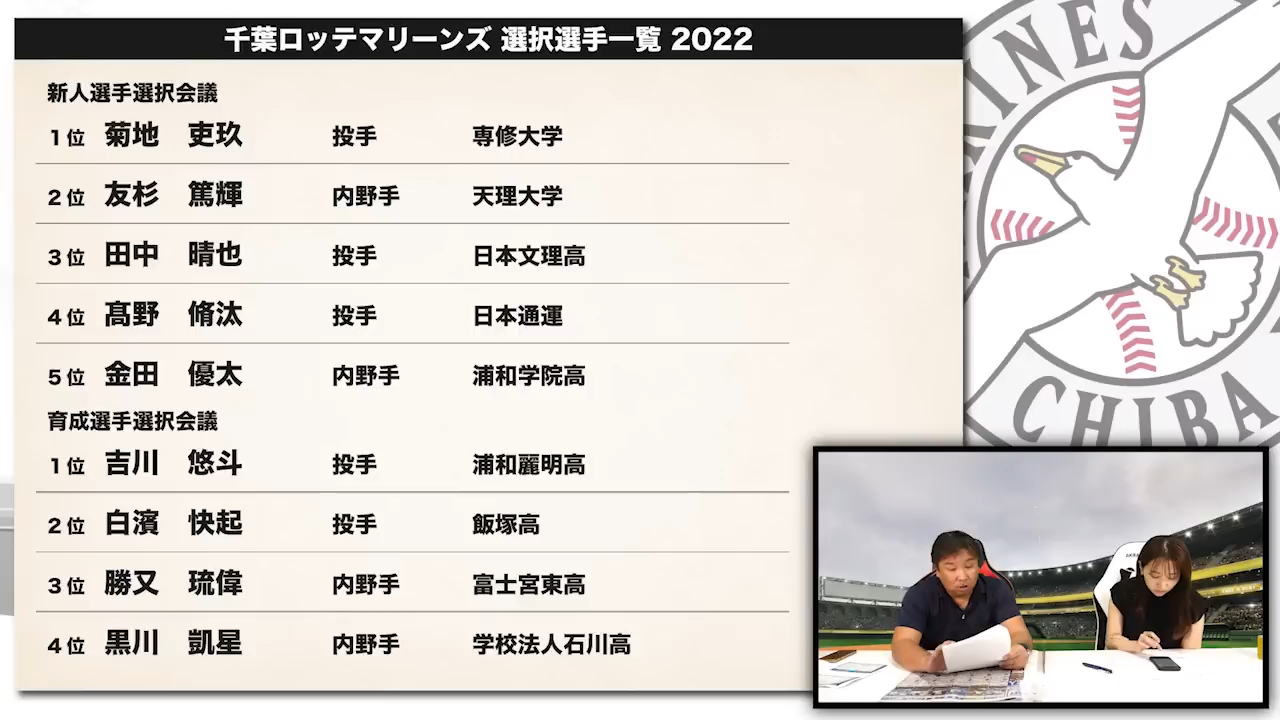 千葉ロッテマリーンズ 選択選手一覧 2022
新人選手選択会議
1位 菊地 吏玖 投手 専修大学
2位 友杉 篤輝 内野手 天理大学
3位 田中 晴也 投手 日本文理高
4位 髙野 脩汰 投手 日本通運
5位 金田 優太 内野手 浦和学院高
育成選手選択会議
1位 吉川 悠斗 投手 浦和麗明高
2位 白濱 快起 投手 飯塚高
3位 勝又 琉偉 内野手 富士宮東高
4位 黒川 凱星 内野手 学校法人石川高
CHIBA